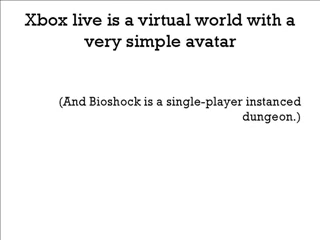 Xbox live is a virtual world with a
very simple avatar
(And Bioshock is a single-player instanced
dungeon.)